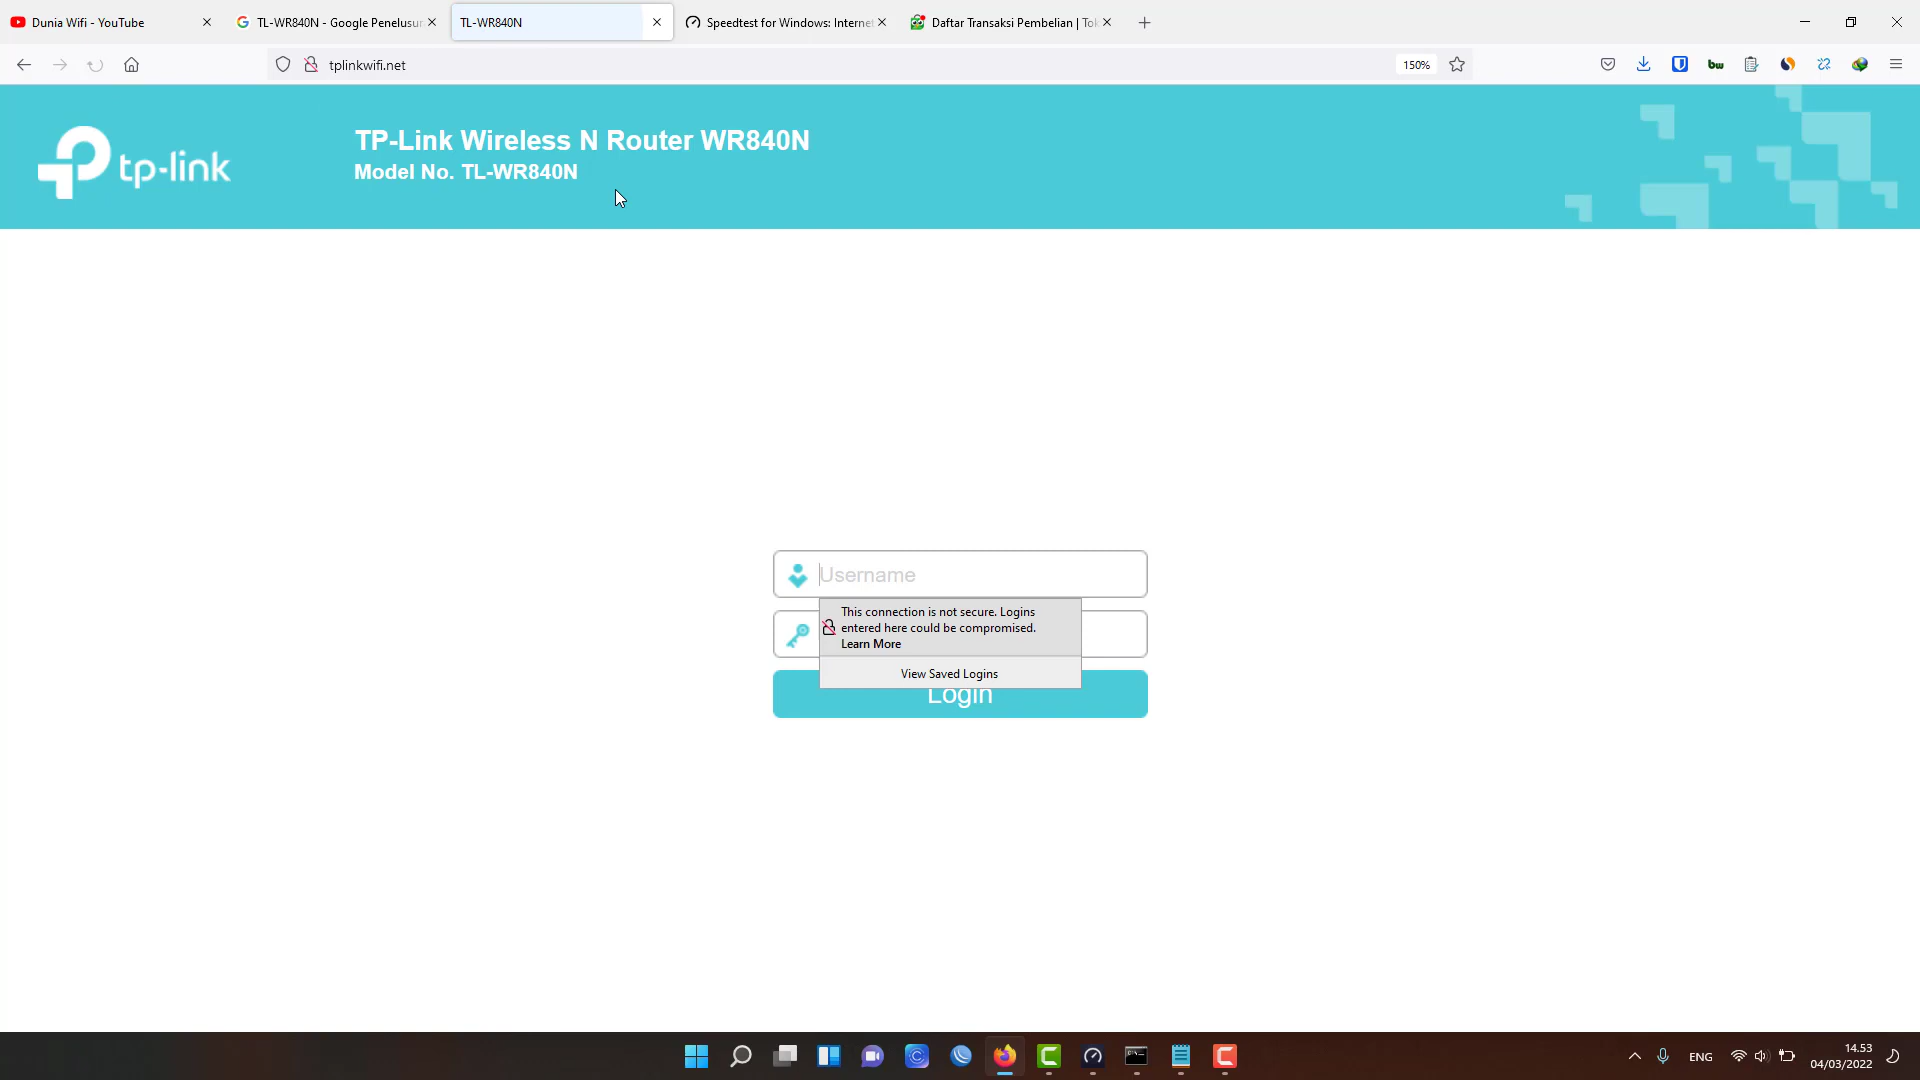 Dunia Wifi - YouTube
TL-WR840N - Google Penelusur
TL-WR840N
Speedtest for Windows: Internet
Daftar Transaksi Pembelian | Tok
tplinkwifi.net
150%
bw
tp-link
TP-Link Wireless N Router WR840N
Model No. TL-WR840N
Username
This connection is not secure. Logins
entered here could be compromised.
Learn More
View Saved Logins
Login
ENG
14.53
04/03/2022